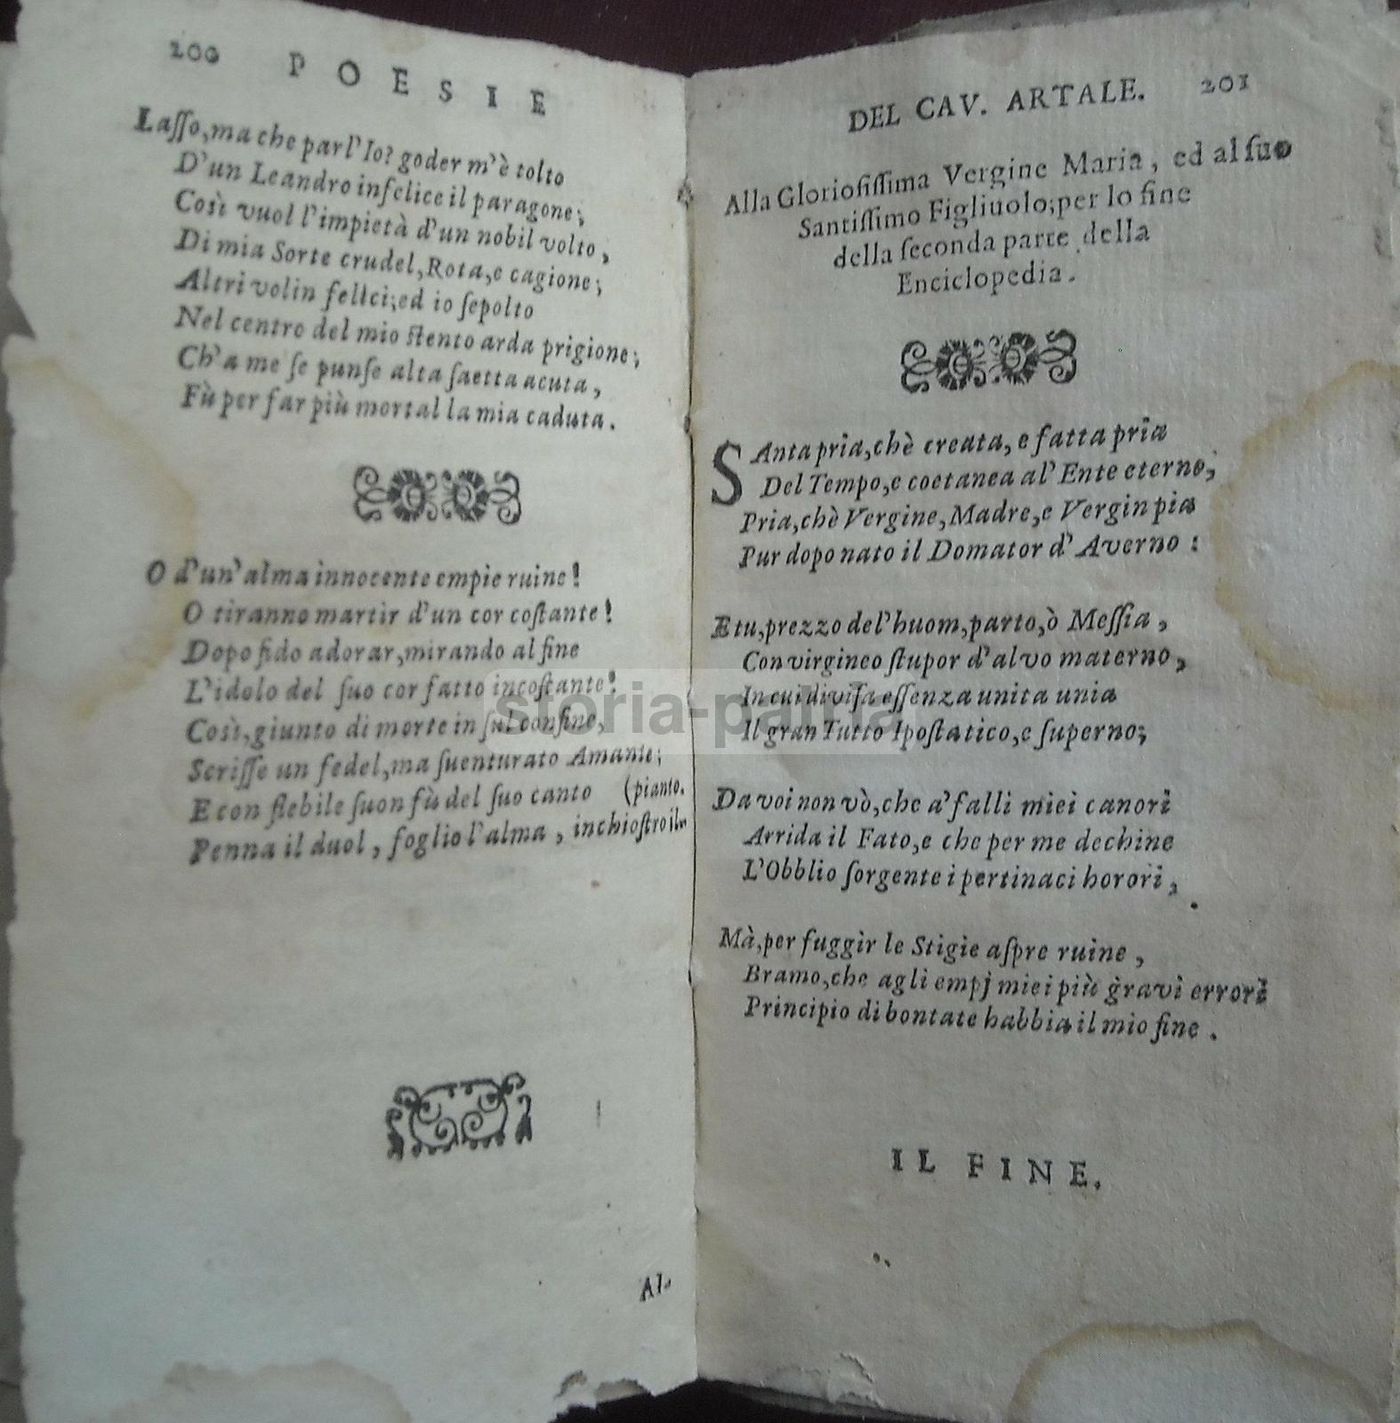 200 POESIE
Lasso, ma che parl' Io? goder m'è tolto
D'un Leandro infelice il paragone;
Così vuol l'impietà d'un nobil volto,
Di mia Sorte crudel, Rota, e cagione;
Altri volin felici; ed io sepolto
Nel centro del mio stento arda prigione;
Ch'a me se punse alta saetta acuta,
Fù per far più mortal la mia caduta.
O d'un'alma innocente empie ruine!
O tiranno martir d'un cor costante!
Dopo fido adorar, mirando al fine
L'idolo del suo cor fatto incostante!
Così, giunto di morte in sul confine,
Scrisse un fedel, ma suenturato Amante;
E con flebile suon fù del suo canto (pianto.
Penna il duol, foglio l'alma, inchiostro il
Al-
DEL CAV. ARTALE. 201
Alla Gloriosissima Vergine Maria, ed al suo
Santissimo Figliuolo; per lo fine
della seconda parte della
Enciclopedia.
SAnta pria, chè creata, e fatta pria
Del Tempo, e coetanea al' Ente eterno,
Pria, chè Vergine, Madre, e Vergin pia
Pur dopo nato il Domator d' Averno:
E tu, prezzo del'huom, parto, ò Messia,
Con virgineo stupor d'alvo materno,
In cui divisa essenza unita unia
Il gran Tutto Ipostatico, e superno;
Da voi non vò, che a' falli miei canori
Arrida il Fato, e che per me dechine
L'Obblio sorgente i pertinaci horori,
Mà, per fuggir le Stigie aspre ruine,
Bramo, che agli empj miei più gravi errori
Principio di bontate habbia il mio fine.
IL FINE.
storia-patria